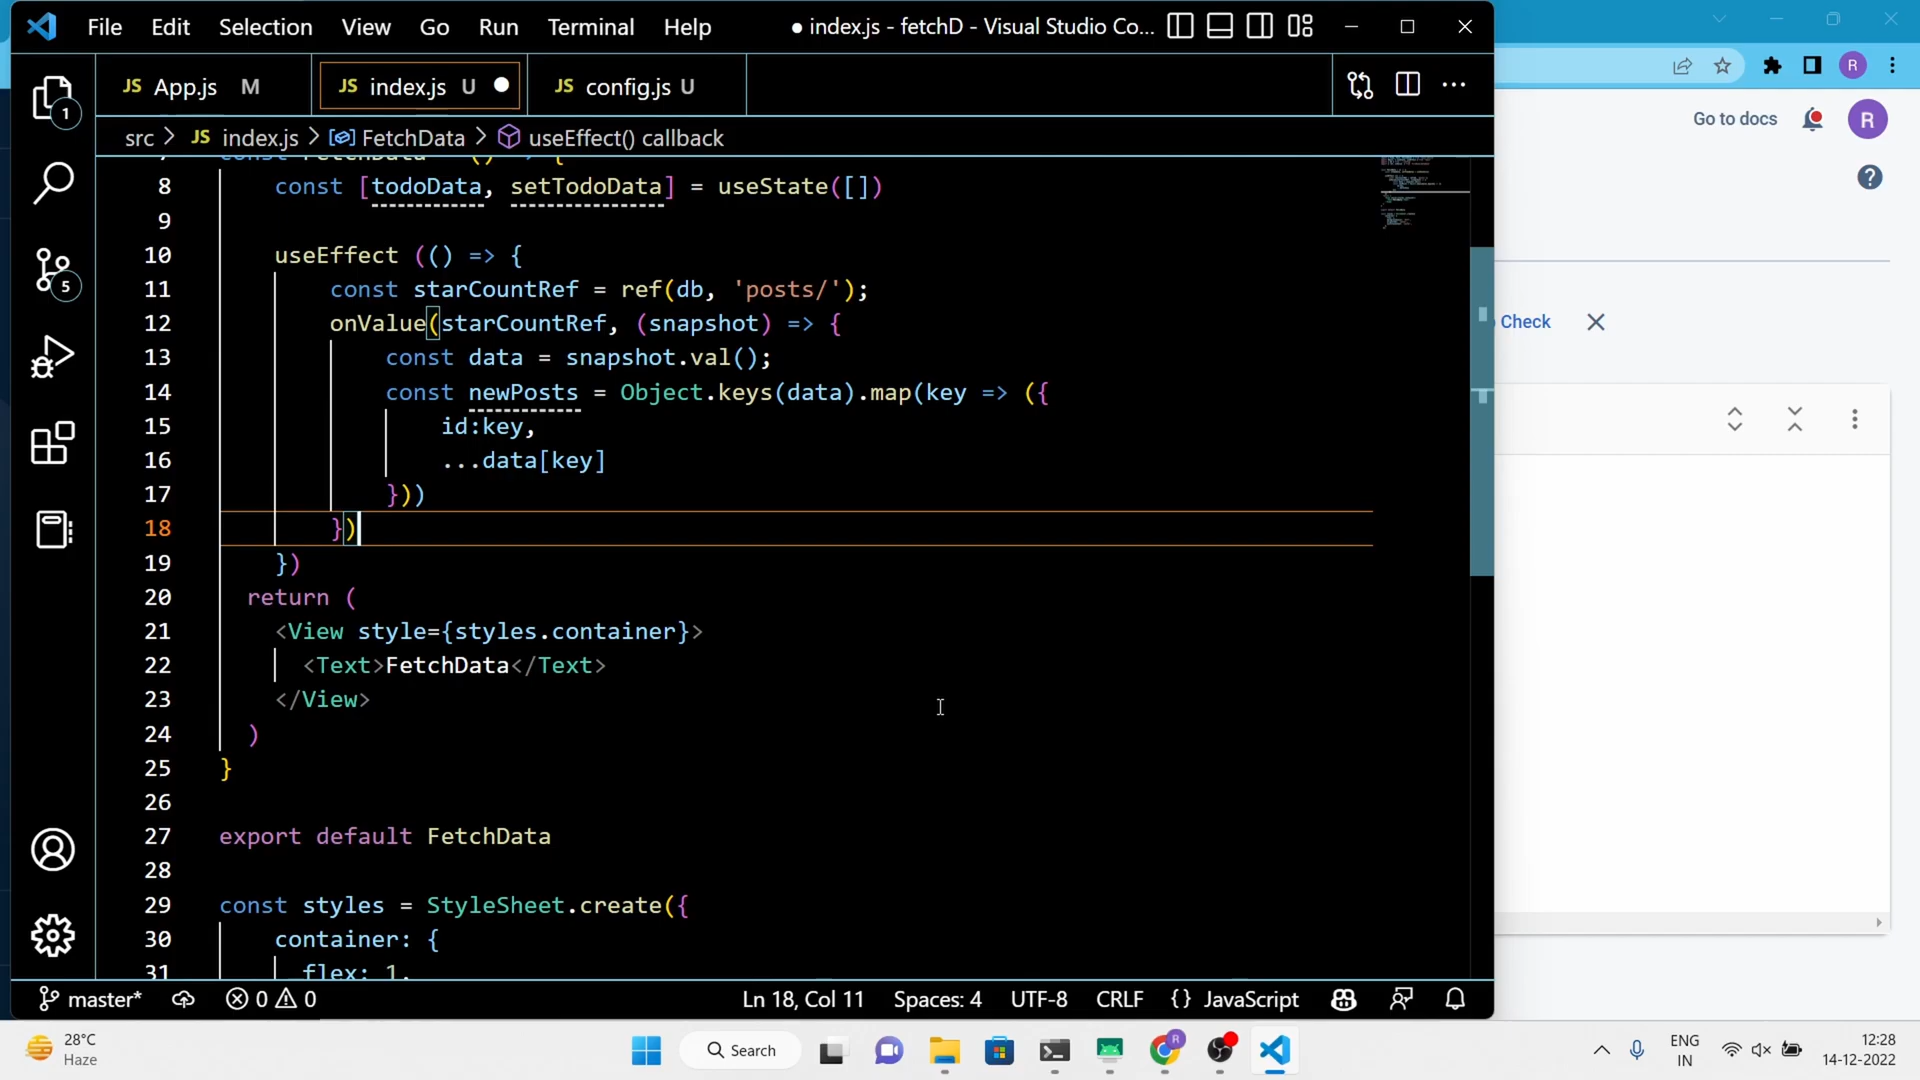 File Edit Selection View Go Run Terminal Help ● index.js - fetchD - Visual Studio Co...
JS App.js M JS index.js U ● JS config.js U
src > JS index.js > FetchData > useEffect() callback
const FetchData = () => {
8 const [todoData, setTodoData] = useState([])
9
10 useEffect (() => {
11 const starCountRef = ref(db, 'posts/');
12 onValue(starCountRef, (snapshot) => {
13 const data = snapshot.val();
14 const newPosts = Object.keys(data).map(key => ({
15 id:key,
16 ...data[key]
17 }))
18 })
19 })
20 return (
21 <View style={styles.container}>
22 <Text>FetchData</Text>
23 </View>
24 )
25 }
26
27 export default FetchData
28
29 const styles = StyleSheet.create({
30 container: {
31 flex: 1,
1
5
master* 0 0 Ln 18, Col 11 Spaces: 4 UTF-8 CRLF {} JavaScript
R
Go to docs R
Check
28°C
Haze
Search
R
ENG
IN
12:28
14-12-2022